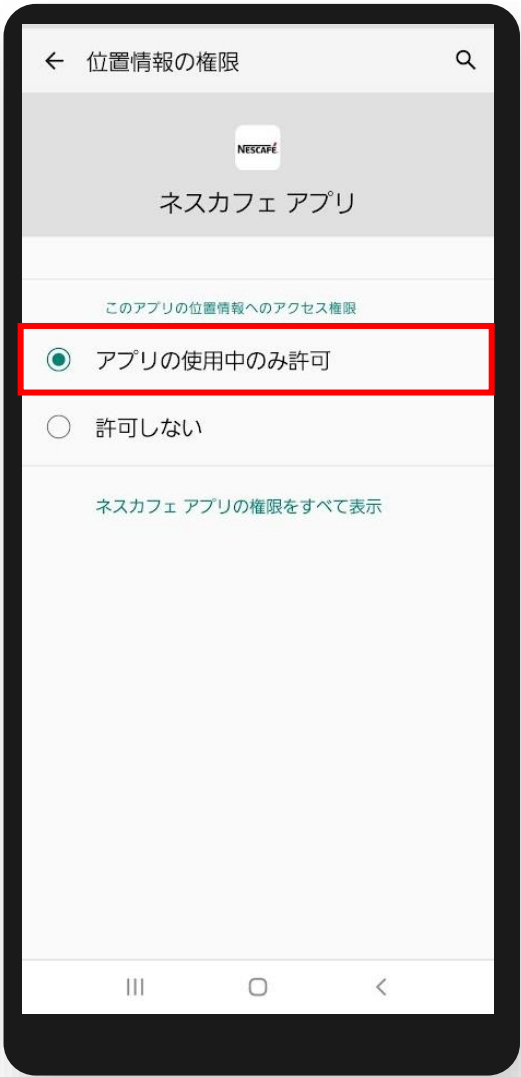 位置情報の権限
NESCAFÉ
ネスカフェ アプリ
このアプリの位置情報へのアクセス権限
アプリの使用中のみ許可
許可しない
ネスカフェ アプリの権限をすべて表示